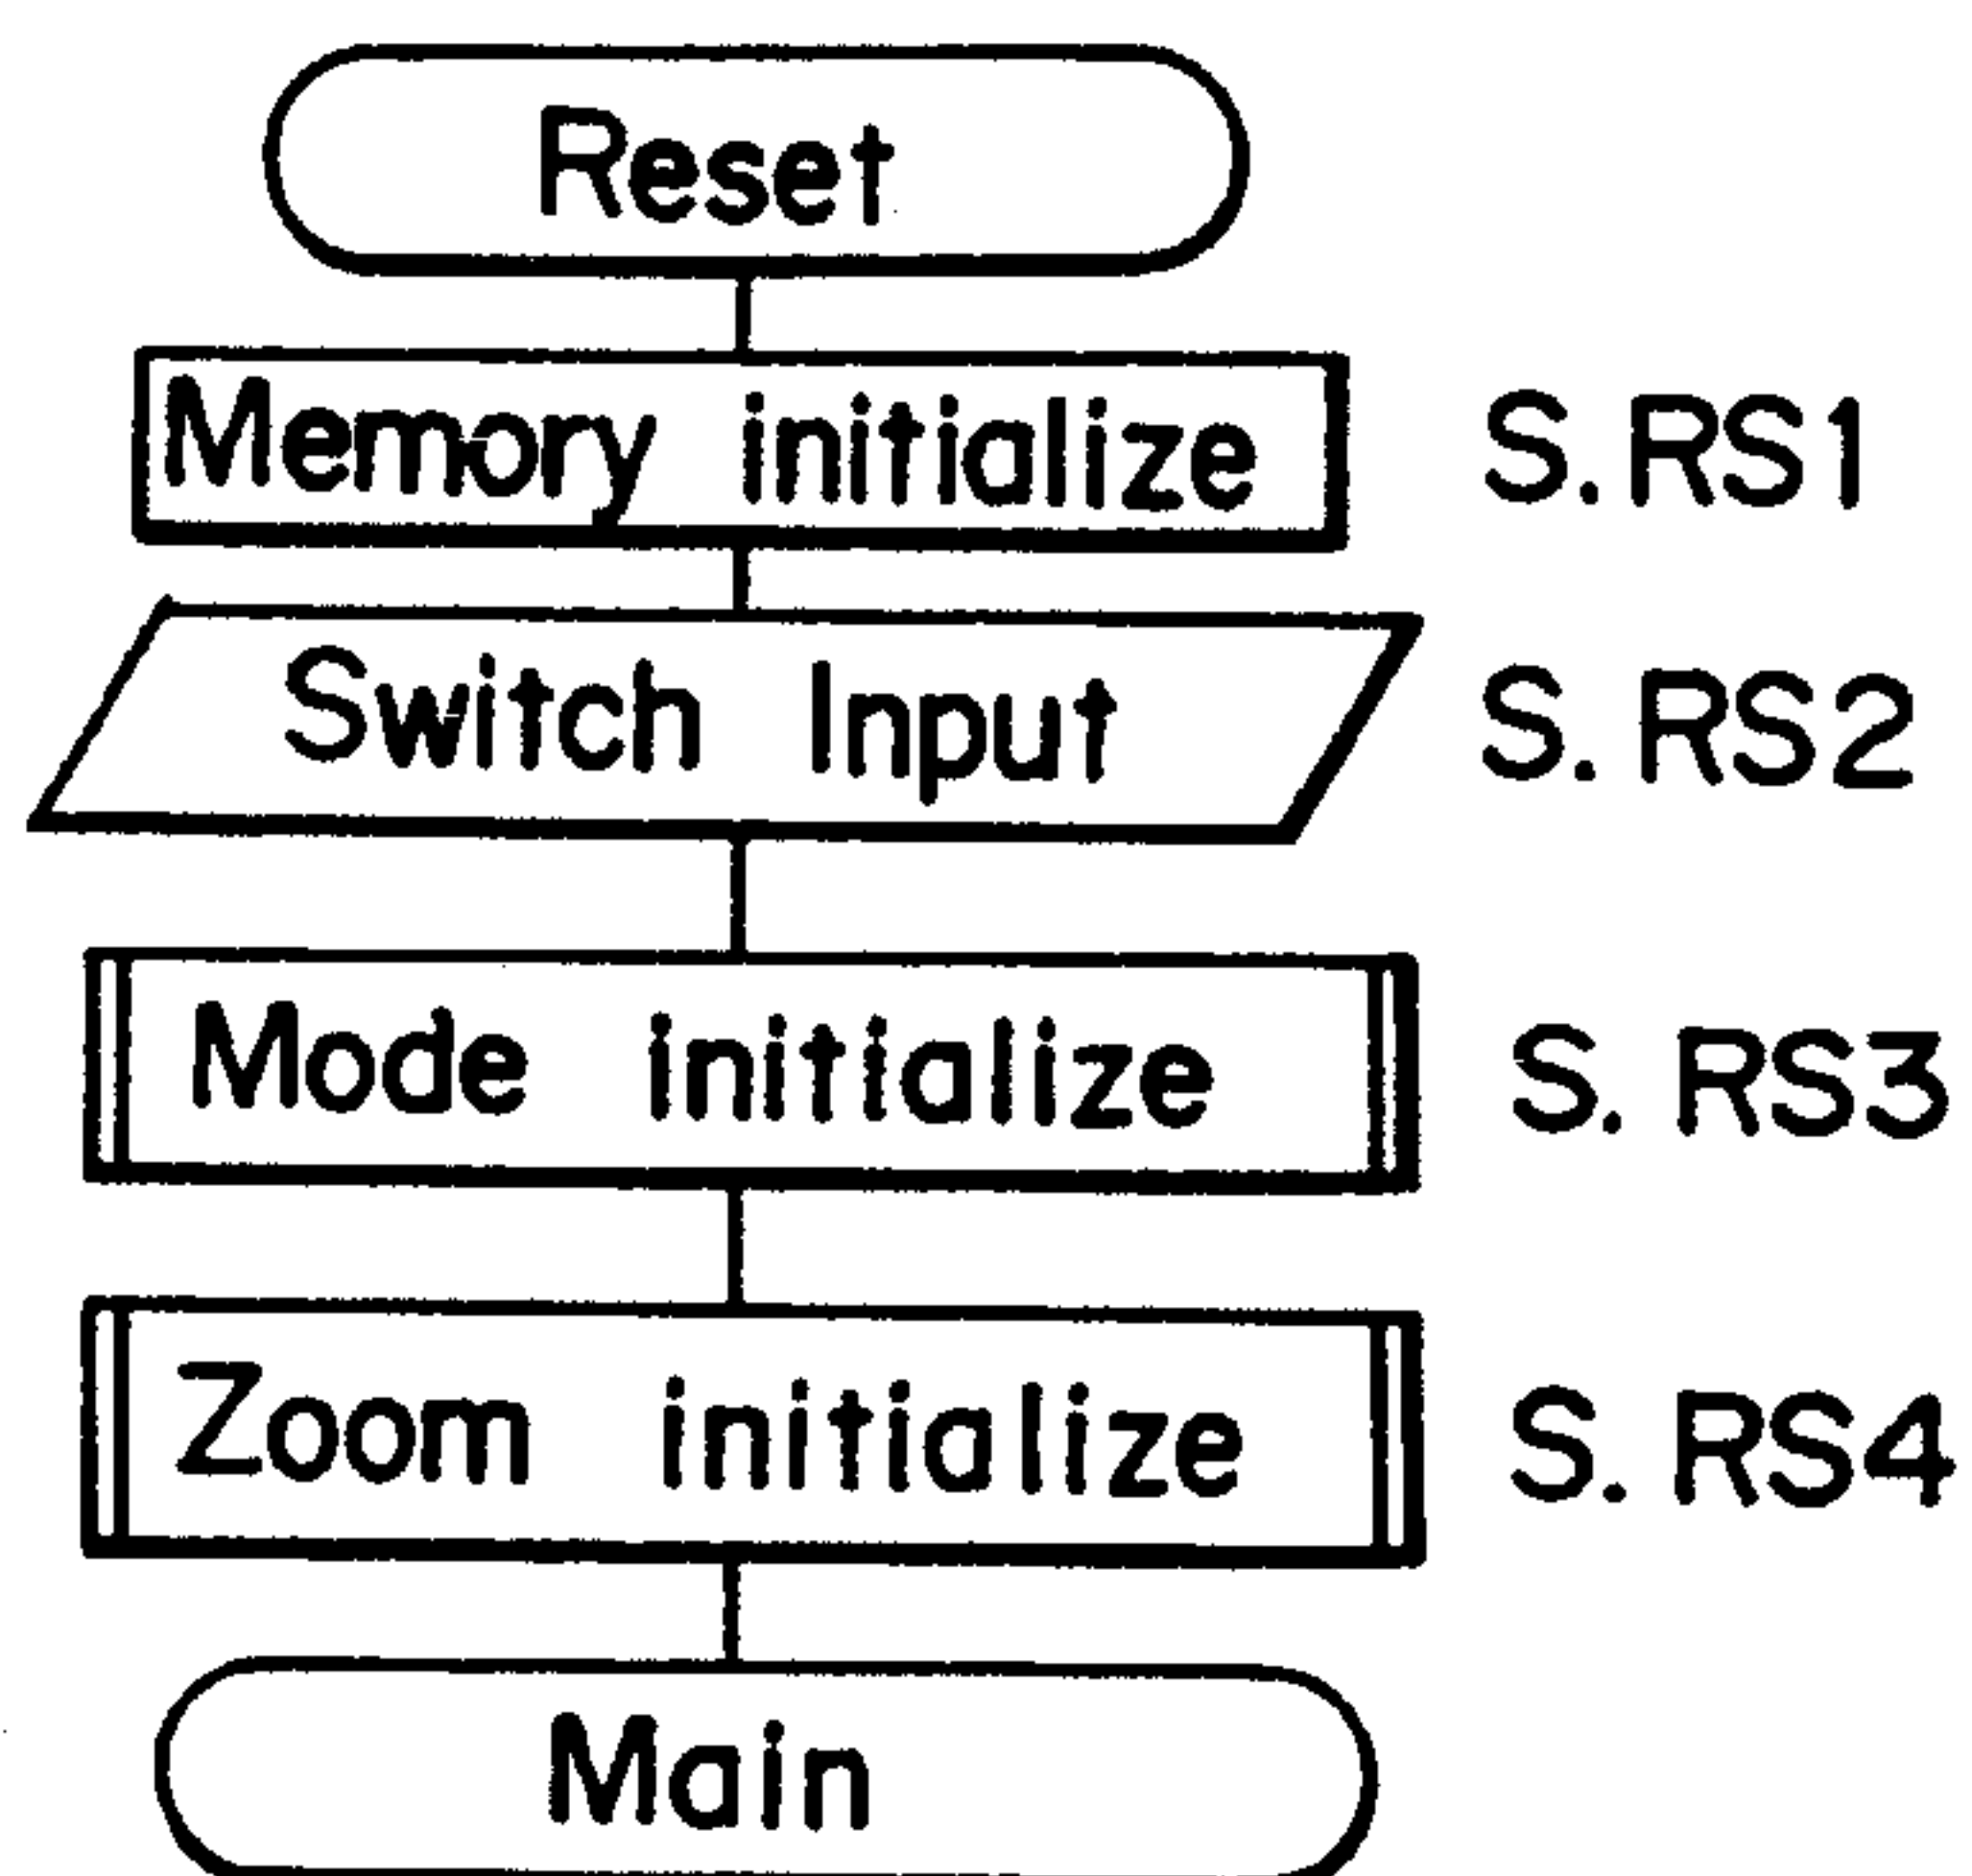 Reset
Memory initialize S.RS1
Switch Input S.RS2
Mode initialize S. RS3
Zoom initialize S. RS4
Main